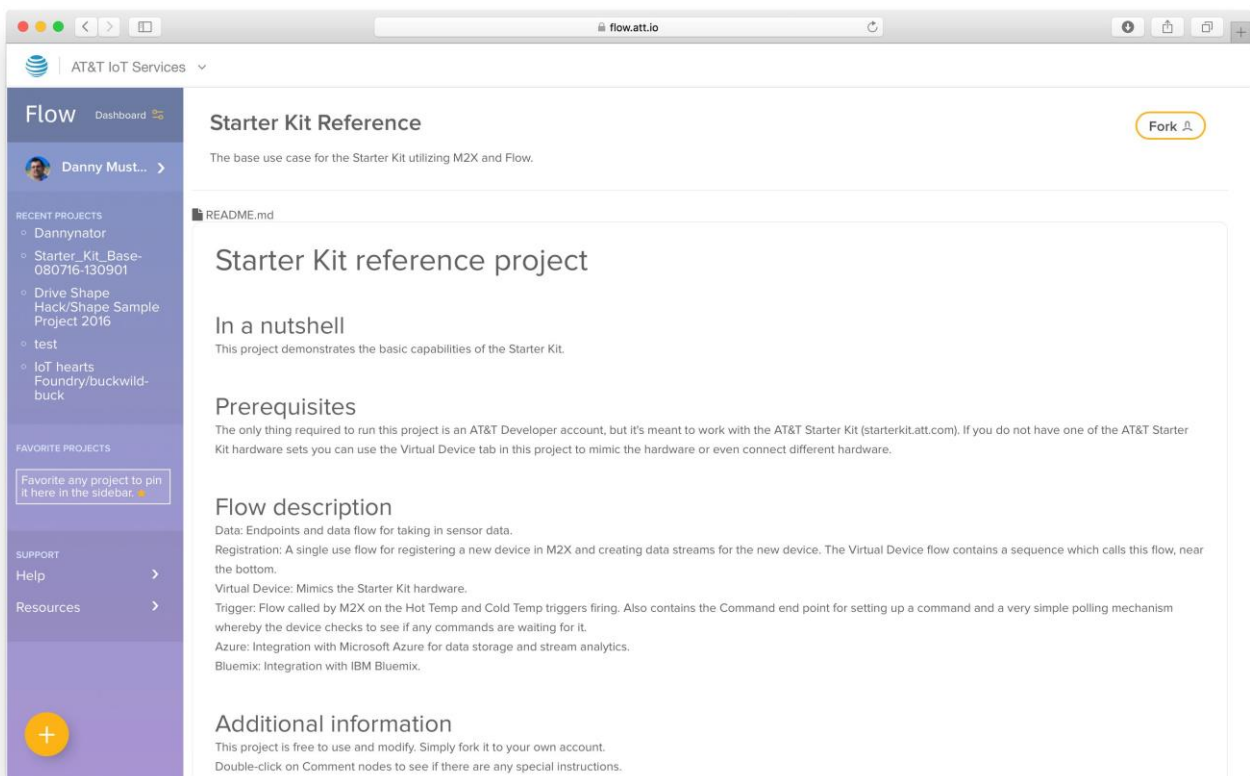 flow.att.io
AT&T IoT Services
Flow
Dashboard
Danny Must...
RECENT PROJECTS
Dannynator
Starter_Kit_Base-
080716-130901
Drive Shape
Hack/Shape Sample
Project 2016
test
IoT hearts
Foundry/buckwild-
buck
FAVORITE PROJECTS
Favorite any project to pin
it here in the sidebar.
SUPPORT
Help
Resources
+
Starter Kit Reference
Fork
The base use case for the Starter Kit utilizing M2X and Flow.
README.md
Starter Kit reference project
In a nutshell
This project demonstrates the basic capabilities of the Starter Kit.
Prerequisites
The only thing required to run this project is an AT&T Developer account, but it's meant to work with the AT&T Starter Kit (starterkit.att.com). If you do not have one of the AT&T Starter
Kit hardware sets you can use the Virtual Device tab in this project to mimic the hardware or even connect different hardware.
Flow description
Data: Endpoints and data flow for taking in sensor data.
Registration: A single use flow for registering a new device in M2X and creating data streams for the new device. The Virtual Device flow contains a sequence which calls this flow, near
the bottom.
Virtual Device: Mimics the Starter Kit hardware.
Trigger: Flow called by M2X on the Hot Temp and Cold Temp triggers firing. Also contains the Command end point for setting up a command and a very simple polling mechanism
whereby the device checks to see if any commands are waiting for it.
Azure: Integration with Microsoft Azure for data storage and stream analytics.
Bluemix: Integration with IBM Bluemix.
Additional information
This project is free to use and modify. Simply fork it to your own account.
Double-click on Comment nodes to see if there are any special instructions.